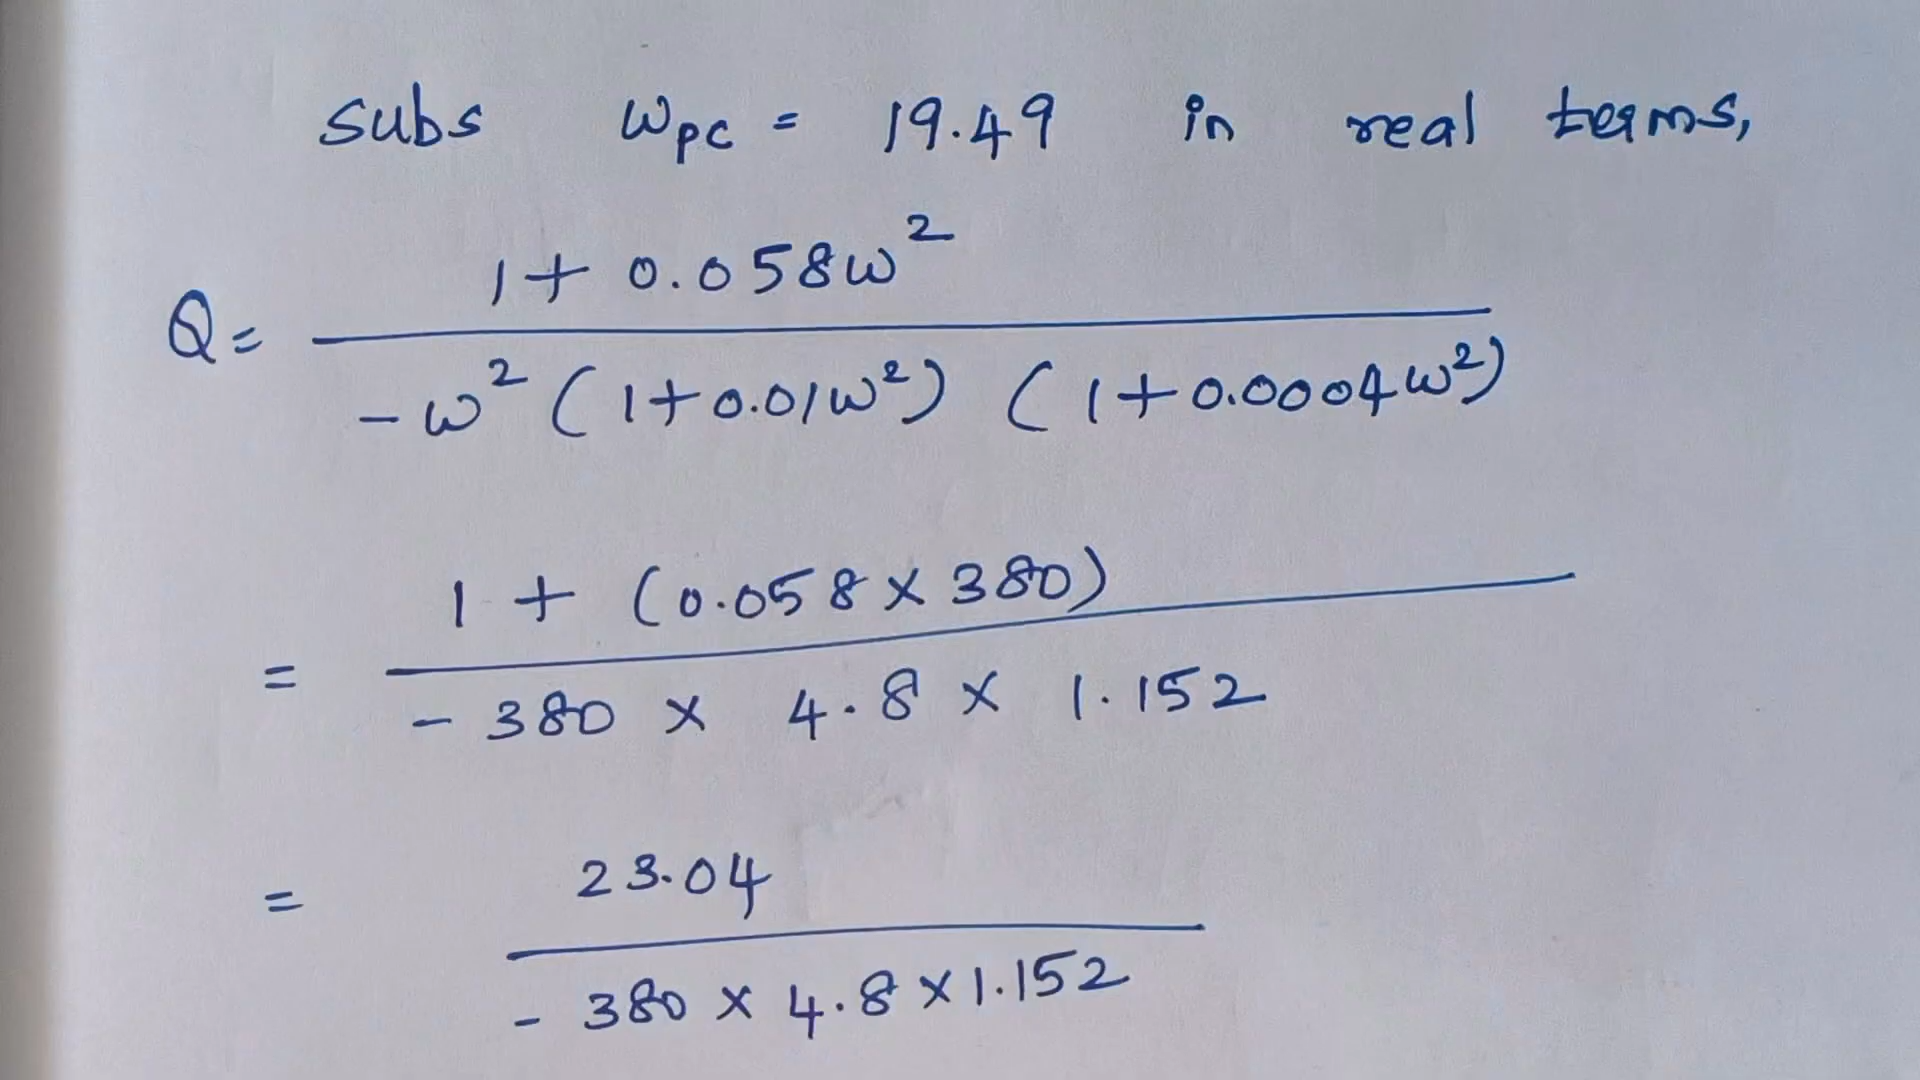 subs ωpc = 19.49 in real terms,
1 + 0.058ω²
Q =
-ω² (1+0.01ω²) (1+0.0004ω²)
1 + (0.058 × 380)
=
- 380 × 4.8 × 1.152
23.04
=
- 380 × 4.8 × 1.152